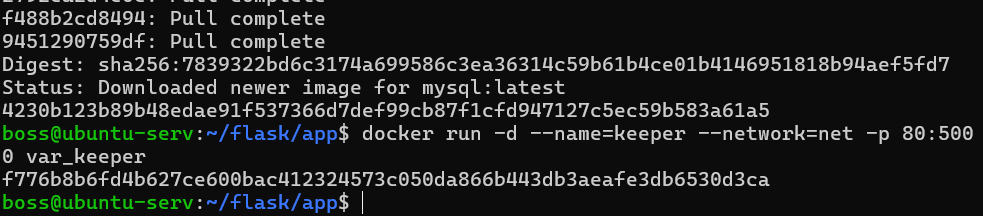 f488b2cd8494: Pull complete
9451290759df: Pull complete
Digest: sha256:7839322bd6c3174a699586c3ea36314c59b61b4ce01b4146951818b94aef5fd7
Status: Downloaded newer image for mysql:latest
4230b123b89b48edae91f537366d7def99cb87f1cfd947127c5ec59b583a61a5
boss@ubuntu-serv:~/flask/app$ docker run -d --name=keeper --network=net -p 80:500
0 var_keeper
f776b8b6fd4b627ce600bac412324573c050da866b443db3aeafe3db6530d3ca
boss@ubuntu-serv:~/flask/app$